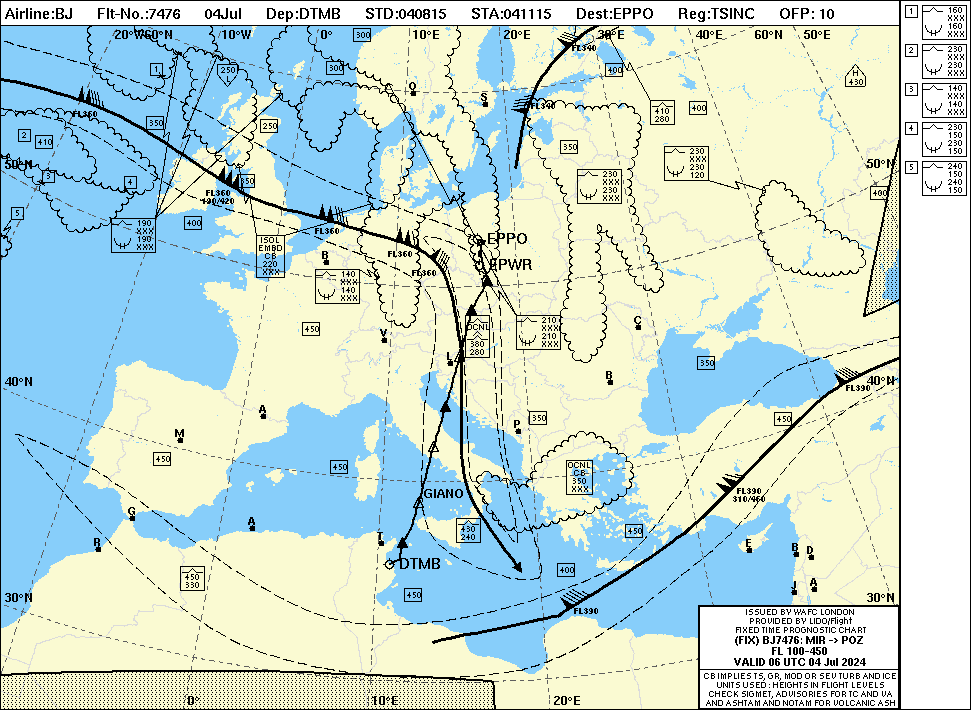 Airline:BJ Flt-No.:7476 04Jul Dep:DTMB STD:040815 STA:041115 Dest:EPPO Reg:TSINC OFP: 10
20°W 60°N 10°W 0° 10°E 20°E 30°E 40°E 60°N 50°E
300
FL340
1
250
300
400
H
430
O
S
FL340
410
280
400
FL360
350
250
2
410
350
230
XXX
230
120
50°N
50°N
3
4
350
FL360
190/420
230
XXX
230
XXX
400
5
190
XXX
190
XXX
400
FL360
ISOL
EMBD
CB
220
XXX
B
FL360
FL360
EPPO
EPWR
140
XXX
140
XXX
450
V
OCNL
380
280
210
XXX
210
XXX
C
L
350
40°N
B
40°N
FL390
A
M
450
P
350
450
450
OCNL
CB
350
XXX
GIANO
FL390
310/460
G
A
430
240
450
R
T
E
B
D
DTMB
400
450
330
J
A
30°N
450
FL390
30°N
0°
10°E
20°E
1
160
XXX
160
XXX
2
230
XXX
230
XXX
3
140
XXX
140
XXX
4
230
150
230
150
5
240
150
240
150
ISSUED BY WAFC LONDON
PROVIDED BY LIDO/Flight
FIXED TIME PROGNOSTIC CHART
(FIX) BJ7476: MIR -> POZ
FL 100-450
VALID 06 UTC 04 Jul 2024
CB IMPLIES TS, GR, MOD OR SEV TURB AND ICE
UNITS USED : HEIGHTS IN FLIGHT LEVELS
CHECK SIGMET, ADVISORIES FOR TC AND VA
AND ASHTAM AND NOTAM FOR VOLCANIC ASH